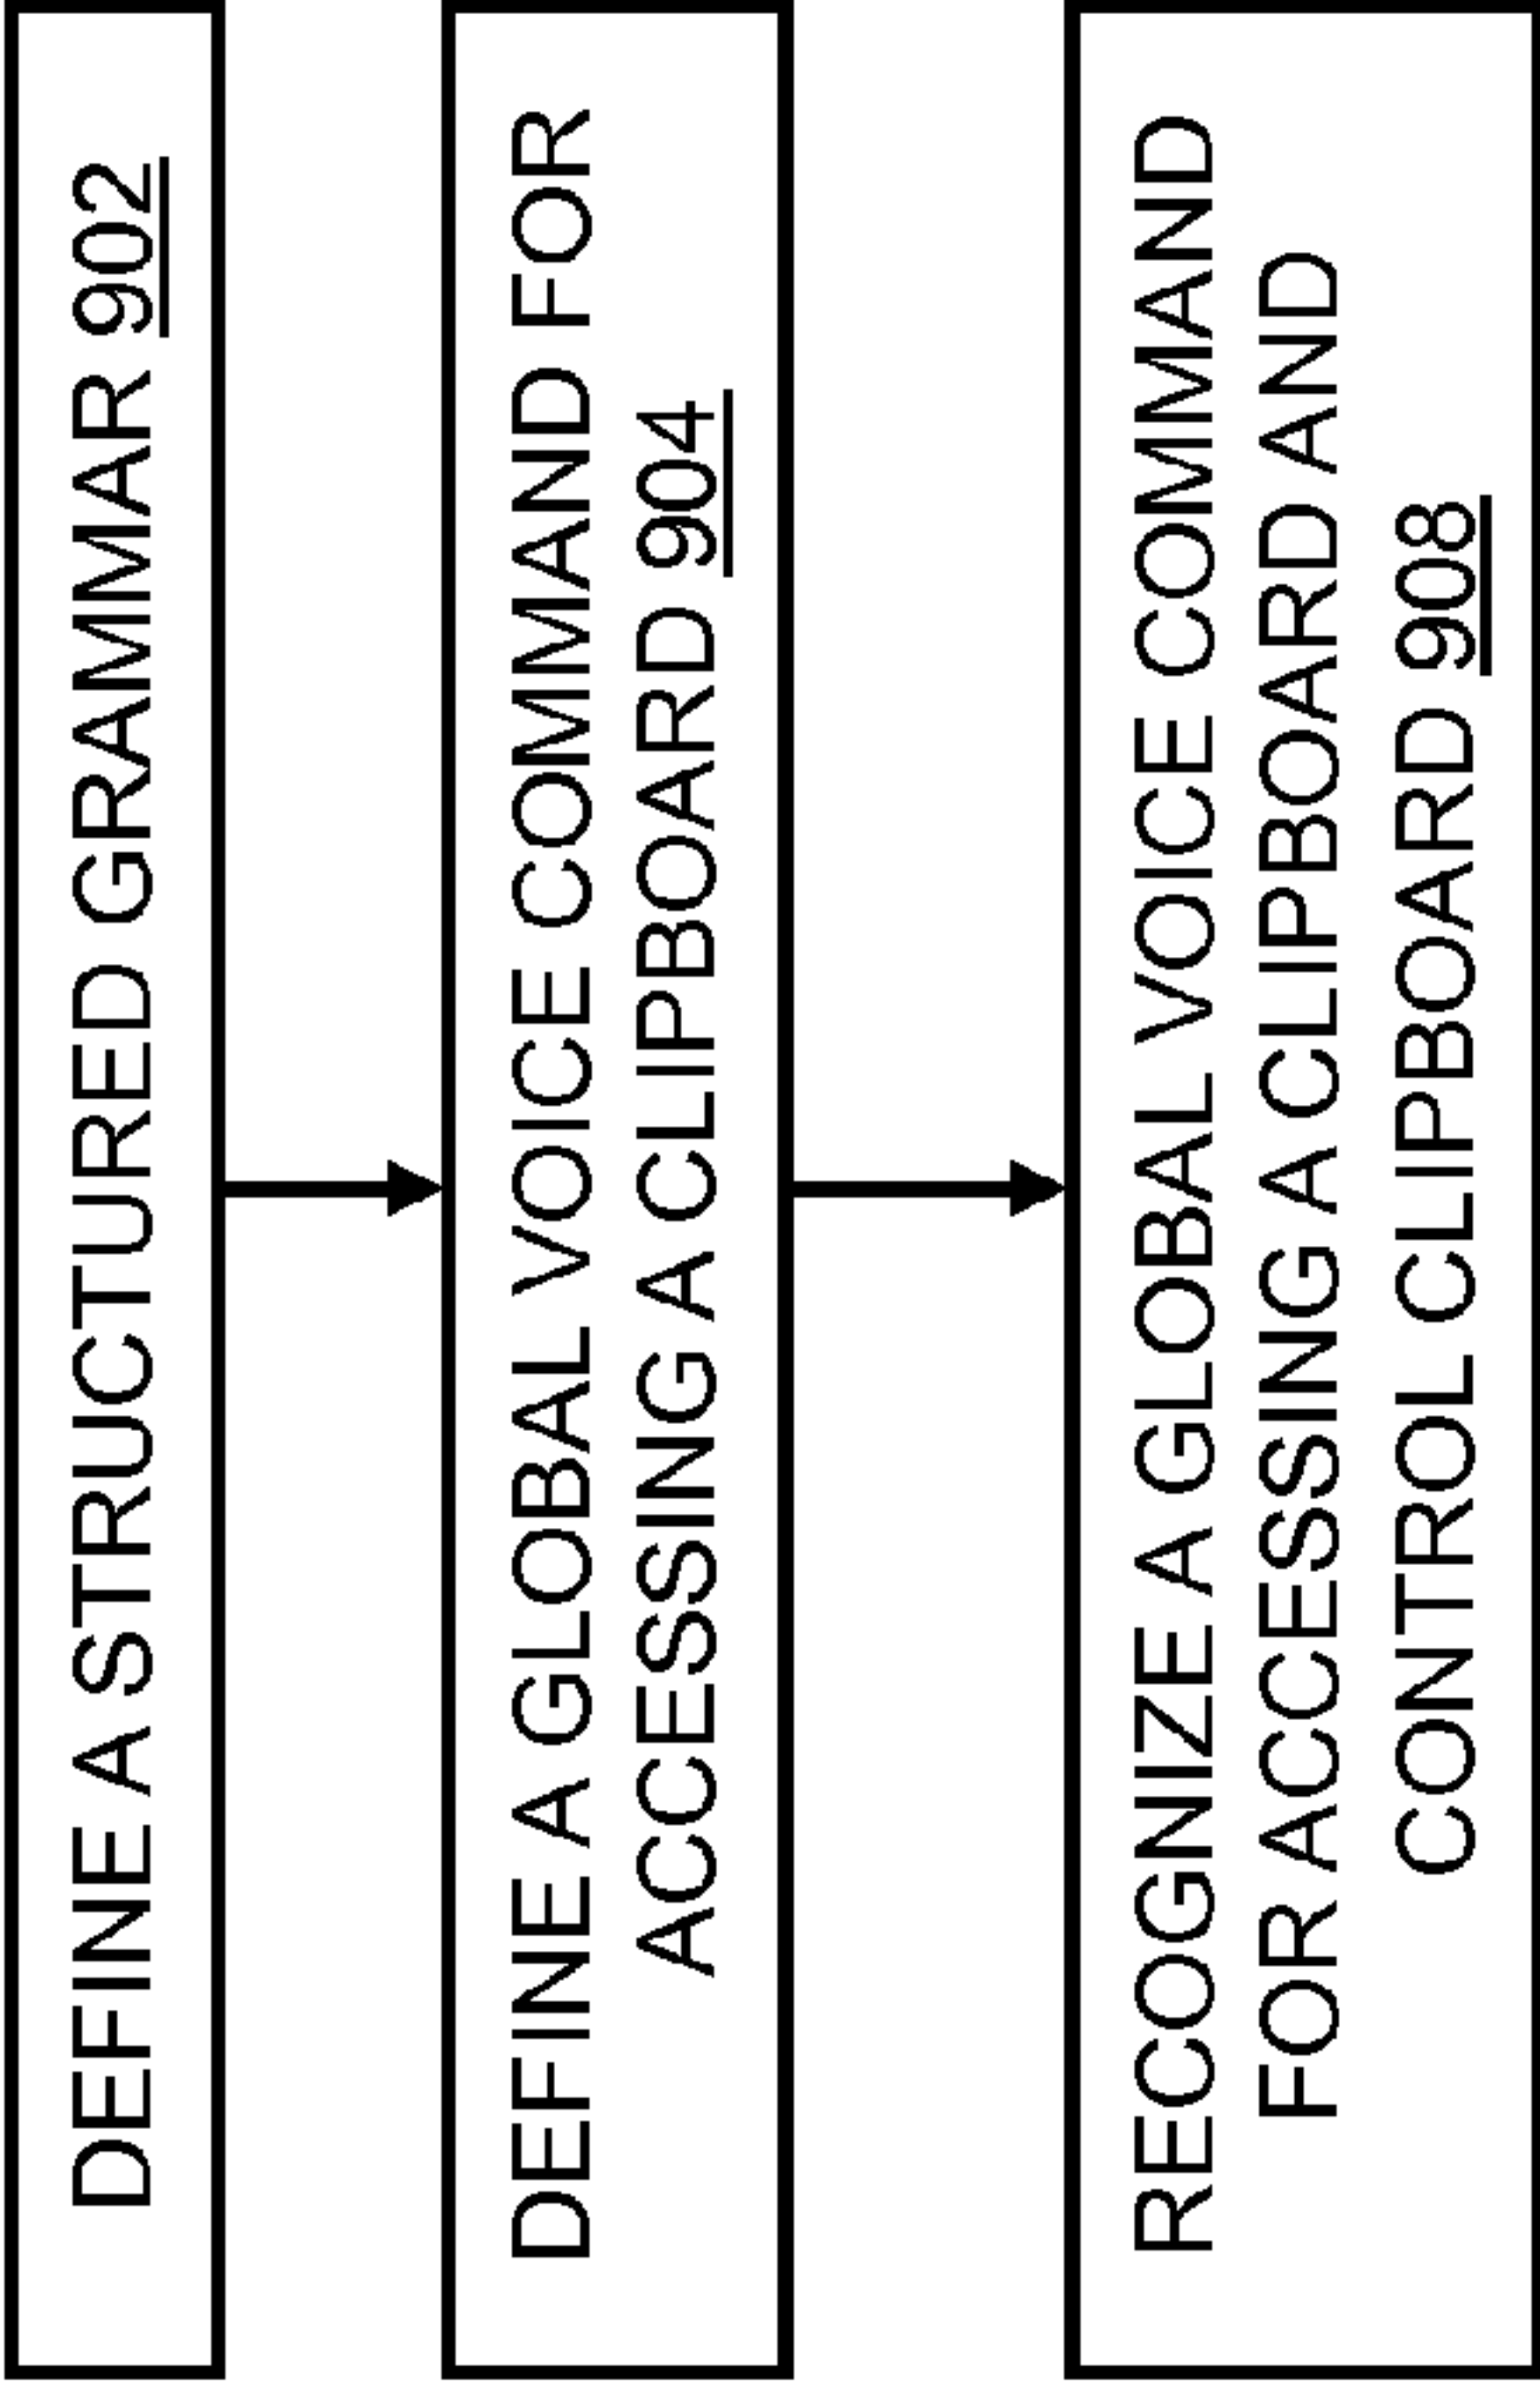 DEFINE A STRUCTURED GRAMMAR 902
DEFINE A GLOBAL VOICE COMMAND FOR
ACCESSING A CLIPBOARD 904
RECOGNIZE A GLOBAL VOICE COMMAND
FOR ACCESSING A CLIPBOARD AND
CONTROL CLIPBOARD 908